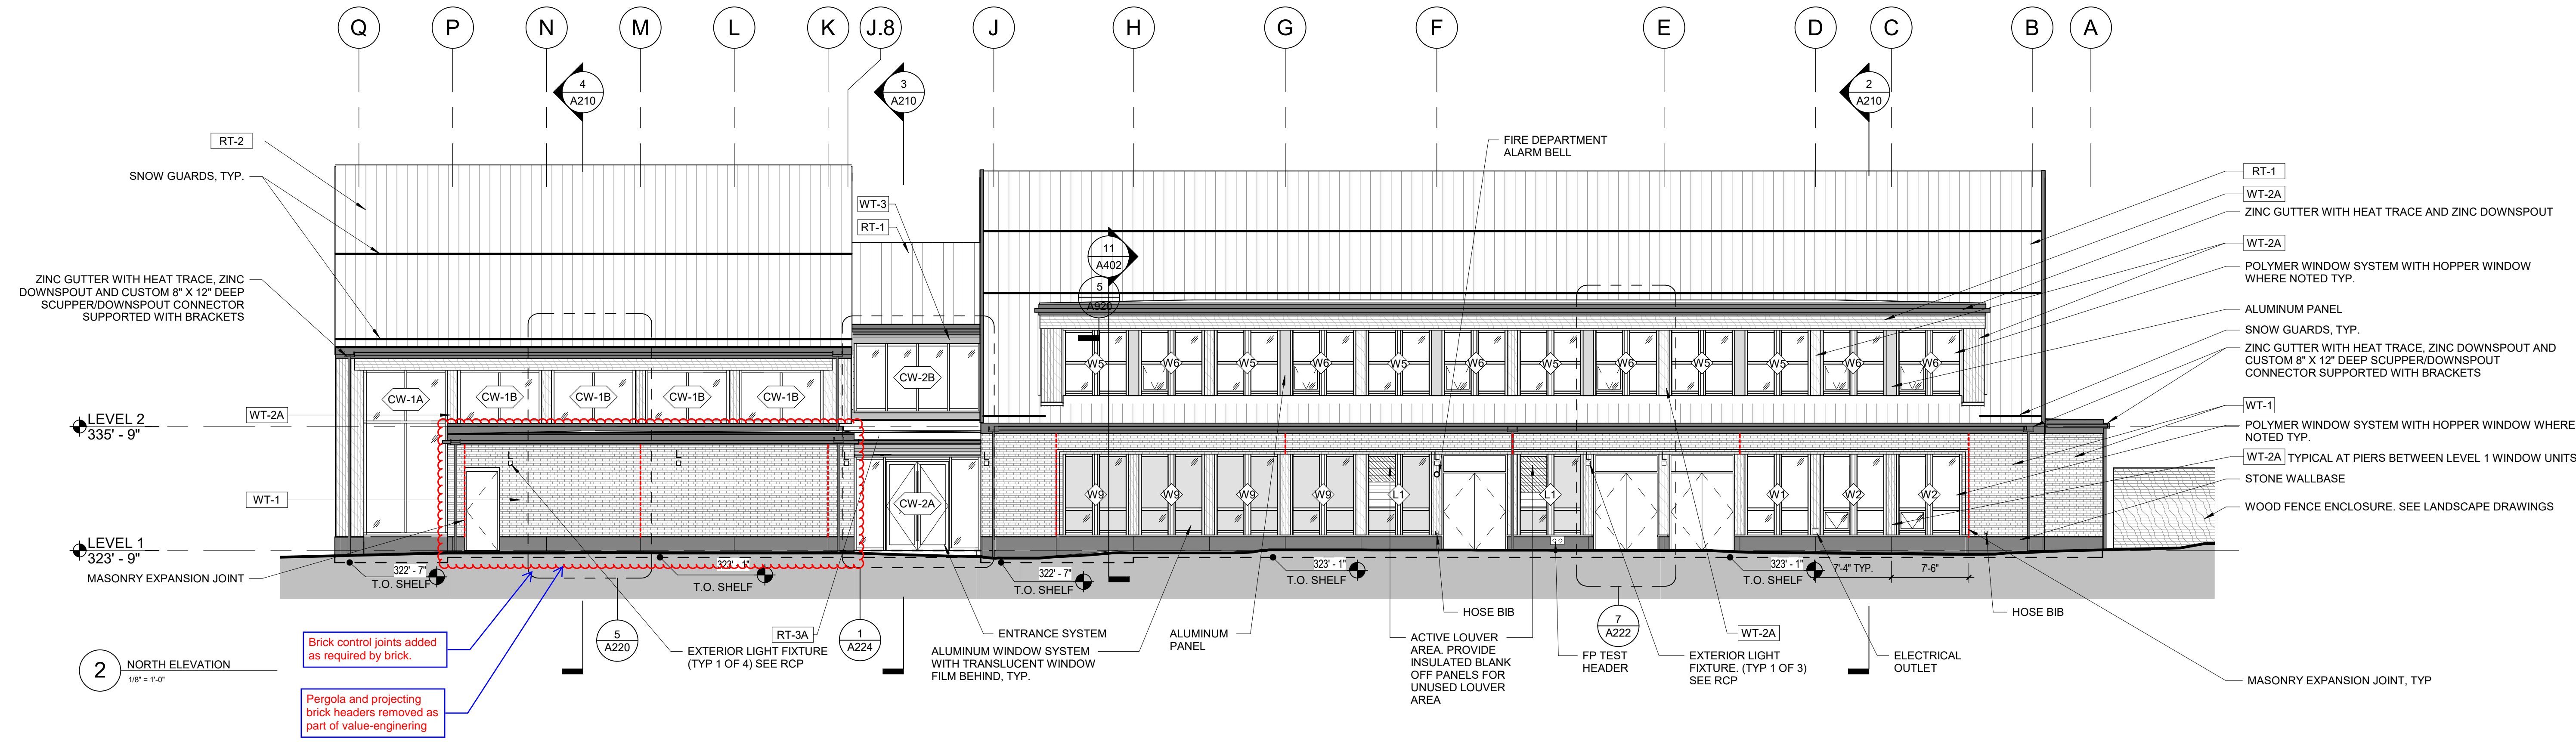 Q P N M L K J.8 J H G F E D C B A
4
A210
3
A210
2
A210
RT-2
SNOW GUARDS, TYP.
ZINC GUTTER WITH HEAT TRACE, ZINC
DOWNSPOUT AND CUSTOM 8" X 12" DEEP
SCUPPER/DOWNSPOUT CONNECTOR
SUPPORTED WITH BRACKETS
WT-2A
LEVEL 2
335' - 9"
WT-1
LEVEL 1
323' - 9"
MASONRY EXPANSION JOINT
WT-3
RT-1
11
A402
5
A920
FIRE DEPARTMENT
ALARM BELL
CW-1A CW-1B CW-1B CW-1B CW-1B
CW-2B
CW-2A
W5 W6 W5 W6 W5 W6 W5 W6 W5 W5 W6 W6
W9 W9 W9 W9 L1 L1 W1 W2 W2
L L L L L L L
RT-1
WT-2A
ZINC GUTTER WITH HEAT TRACE AND ZINC DOWNSPOUT
WT-2A
POLYMER WINDOW SYSTEM WITH HOPPER WINDOW
WHERE NOTED TYP.
ALUMINUM PANEL
SNOW GUARDS, TYP.
ZINC GUTTER WITH HEAT TRACE, ZINC DOWNSPOUT AND
CUSTOM 8" X 12" DEEP SCUPPER/DOWNSPOUT
CONNECTOR SUPPORTED WITH BRACKETS
WT-1
POLYMER WINDOW SYSTEM WITH HOPPER WINDOW WHERE
NOTED TYP.
WT-2A TYPICAL AT PIERS BETWEEN LEVEL 1 WINDOW UNITS
STONE WALLBASE
WOOD FENCE ENCLOSURE. SEE LANDSCAPE DRAWINGS
322' - 7"
T.O. SHELF
T.O. SHELF
322' - 7"
T.O. SHELF
323' - 1"
T.O. SHELF
323' - 1"
T.O. SHELF
7'-4" TYP.
7'-6"
Brick control joints added
as required by brick.
Pergola and projecting
brick headers removed as
part of value-enginering
5
A220
EXTERIOR LIGHT FIXTURE
(TYP 1 OF 4) SEE RCP
RT-3A
1
A224
ENTRANCE SYSTEM
ALUMINUM WINDOW SYSTEM
WITH TRANSLUCENT WINDOW
FILM BEHIND, TYP.
ALUMINUM
PANEL
HOSE BIB
ACTIVE LOUVER
AREA. PROVIDE
INSULATED BLANK
OFF PANELS FOR
UNUSED LOUVER
AREA
FP TEST
HEADER
7
A222
EXTERIOR LIGHT
FIXTURE. (TYP 1 OF 3)
SEE RCP
WT-2A
ELECTRICAL
OUTLET
HOSE BIB
MASONRY EXPANSION JOINT, TYP
2
NORTH ELEVATION
1/8" = 1'-0"